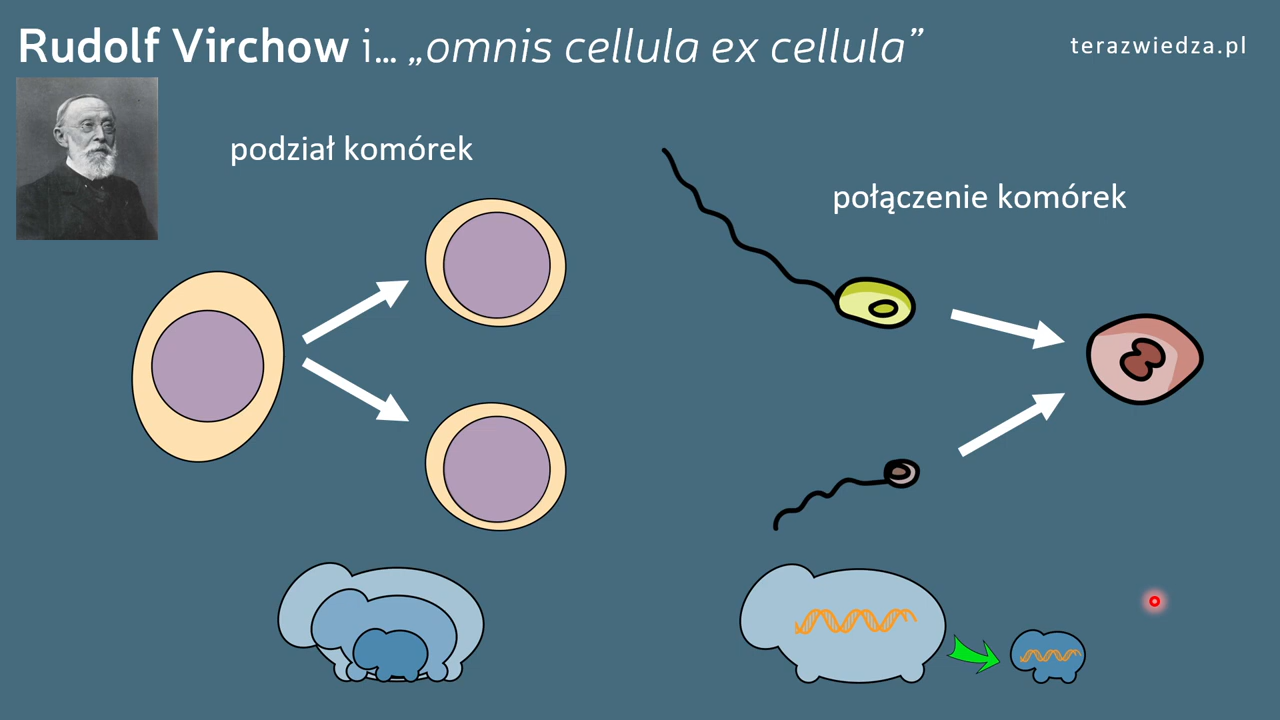 Rudolf Virchow i... „omnis cellula ex cellula”
terazwiedza.pl
podział komórek
połączenie komórek